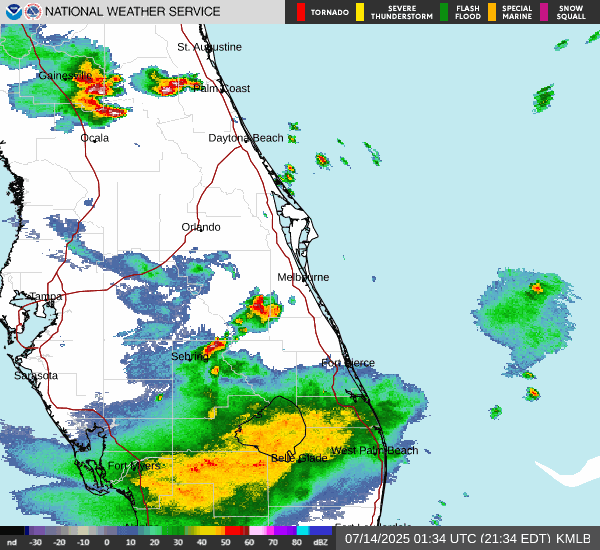 NATIONAL WEATHER SERVICE
TORNADO
SEVERE
THUNDERSTORM
FLASH
FLOOD
SPECIAL
MARINE
SNOW
SQUALL
St. Augustine
Gainesville
Palm Coast
Ocala
Daytona Beach
Orlando
Melbourne
Tampa
Sebring
Fort Pierce
Sarasota
West Palm Beach
Belle Glade
Fort Myers
nd -30 -20 -10 0 10 20 30 40 50 60 70 80 dBZ
07/14/2025 01:34 UTC (21:34 EDT) KMLB